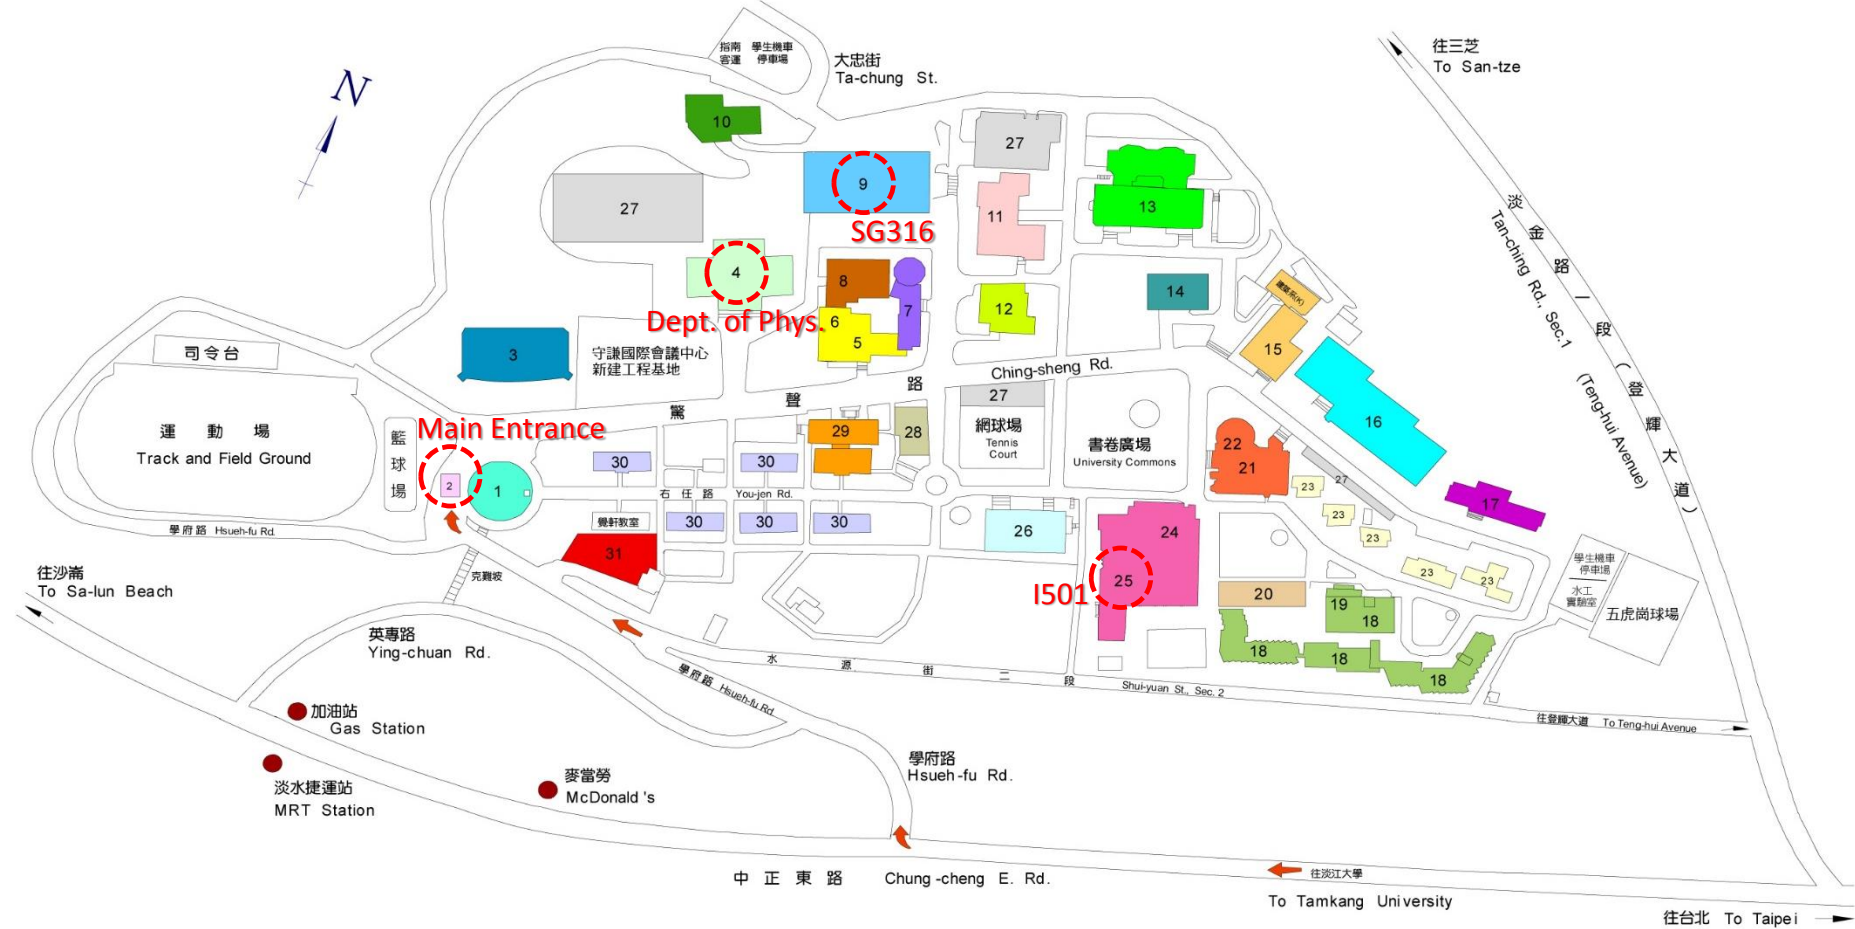 指南 學生機車
客運 停車場
大忠街
Ta-chung St.
往三芝
To San-tze
N
10
27
9
SG316
27
11
13
淡金路一段(登輝大道)
Tan-ching Rd., Sec.1 (Teng-hui Avenue)
4
Dept. of Phys.
8
7
6
5
12
14
建築系(K)
15
16
17
司令台
3
守謙國際會議中心
新建工程基地
Ching-sheng Rd.
驚聲路
運動場
Track and Field Ground
籃球場
Main Entrance
2
1
30
30
29
28
27
網球場
Tennis
Court
書卷廣場
University Commons
22
21
23
27
23
23
23
23
右任路 You-jen Rd.
覺軒教室
30
30
30
26
24
25
I501
31
20
19
18
18
18
18
學生機車
停車場
水工
實驗室
五虎崗球場
學府路 Hsueh-fu Rd.
克難坡
往沙崙
To Sa-lun Beach
英專路
Ying-chuan Rd.
學府路 Hsueh-fu Rd.
水源街二段
Shui-yuan St., Sec. 2
往登輝大道 To Teng-hui Avenue
加油站
Gas Station
淡水捷運站
MRT Station
麥當勞
McDonald's
學府路
Hsueh-fu Rd.
中正東路 Chung-cheng E. Rd.
往淡江大學
To Tamkang University
往台北 To Taipei